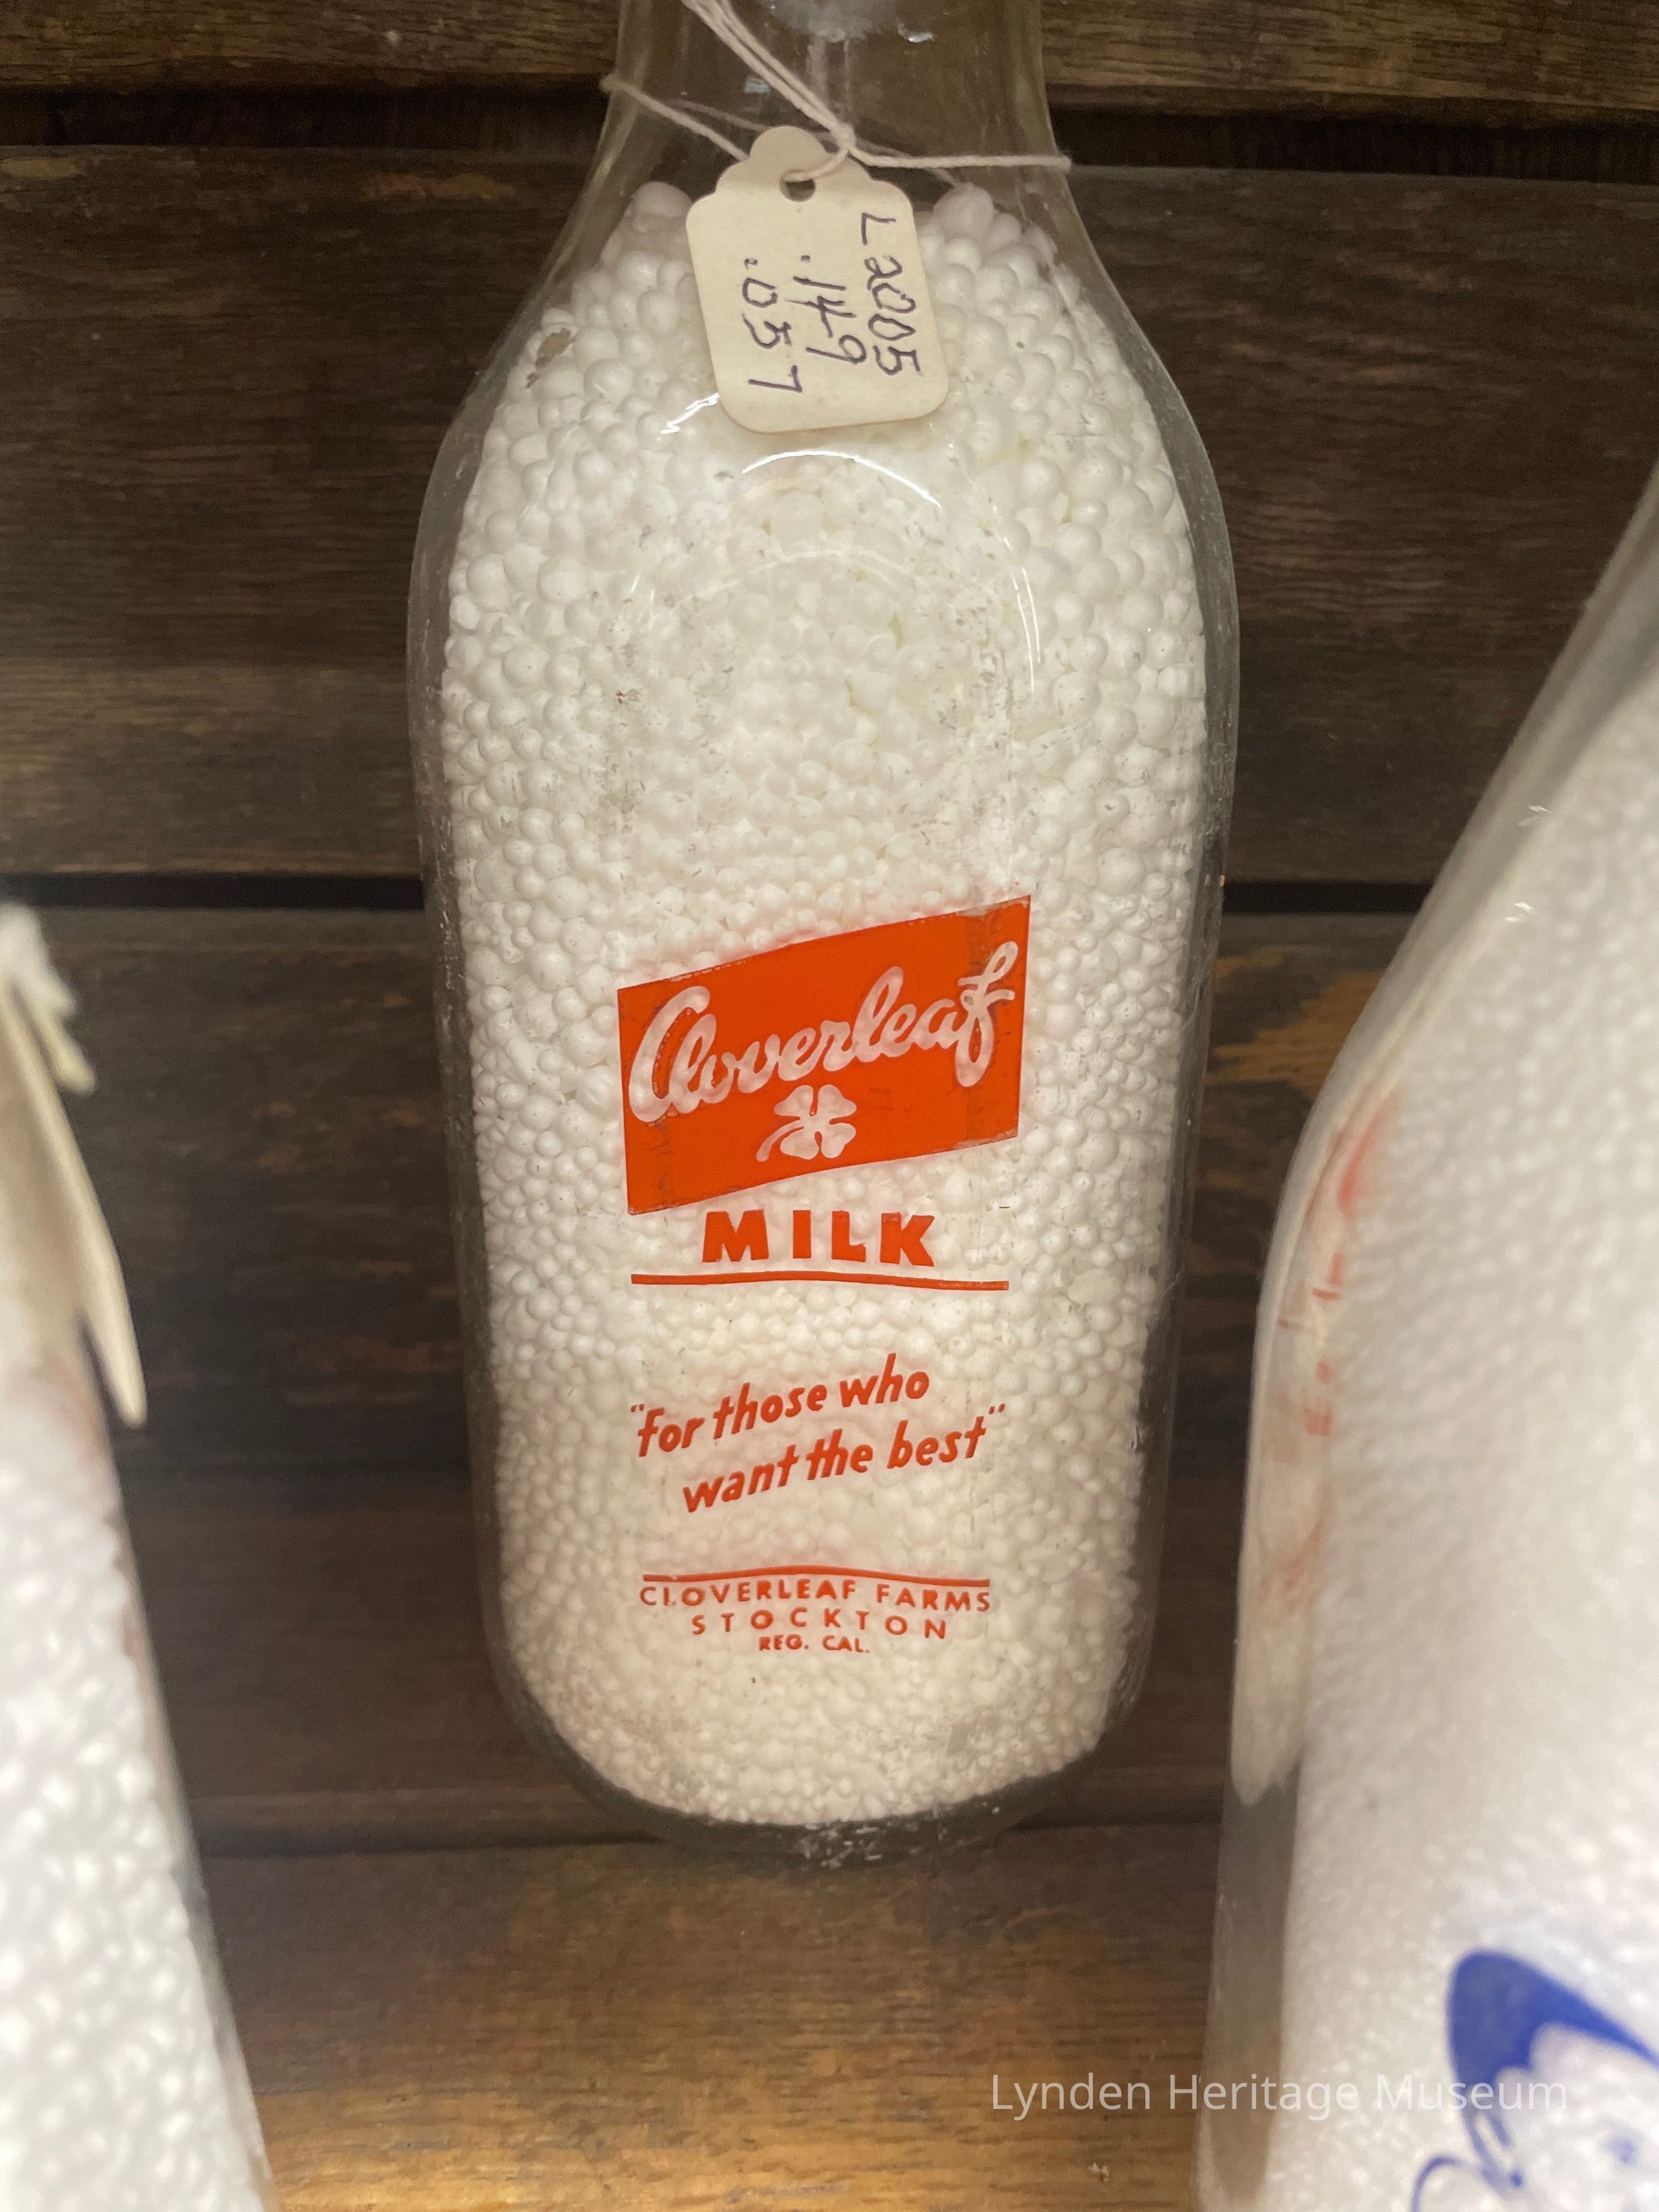 L2005
.149
.057
Cloverleaf
MILK
"for those who
want the best"
CLOVERLEAF FARMS
STOCKTON
REG. CAL.
Lynden Heritage Museum